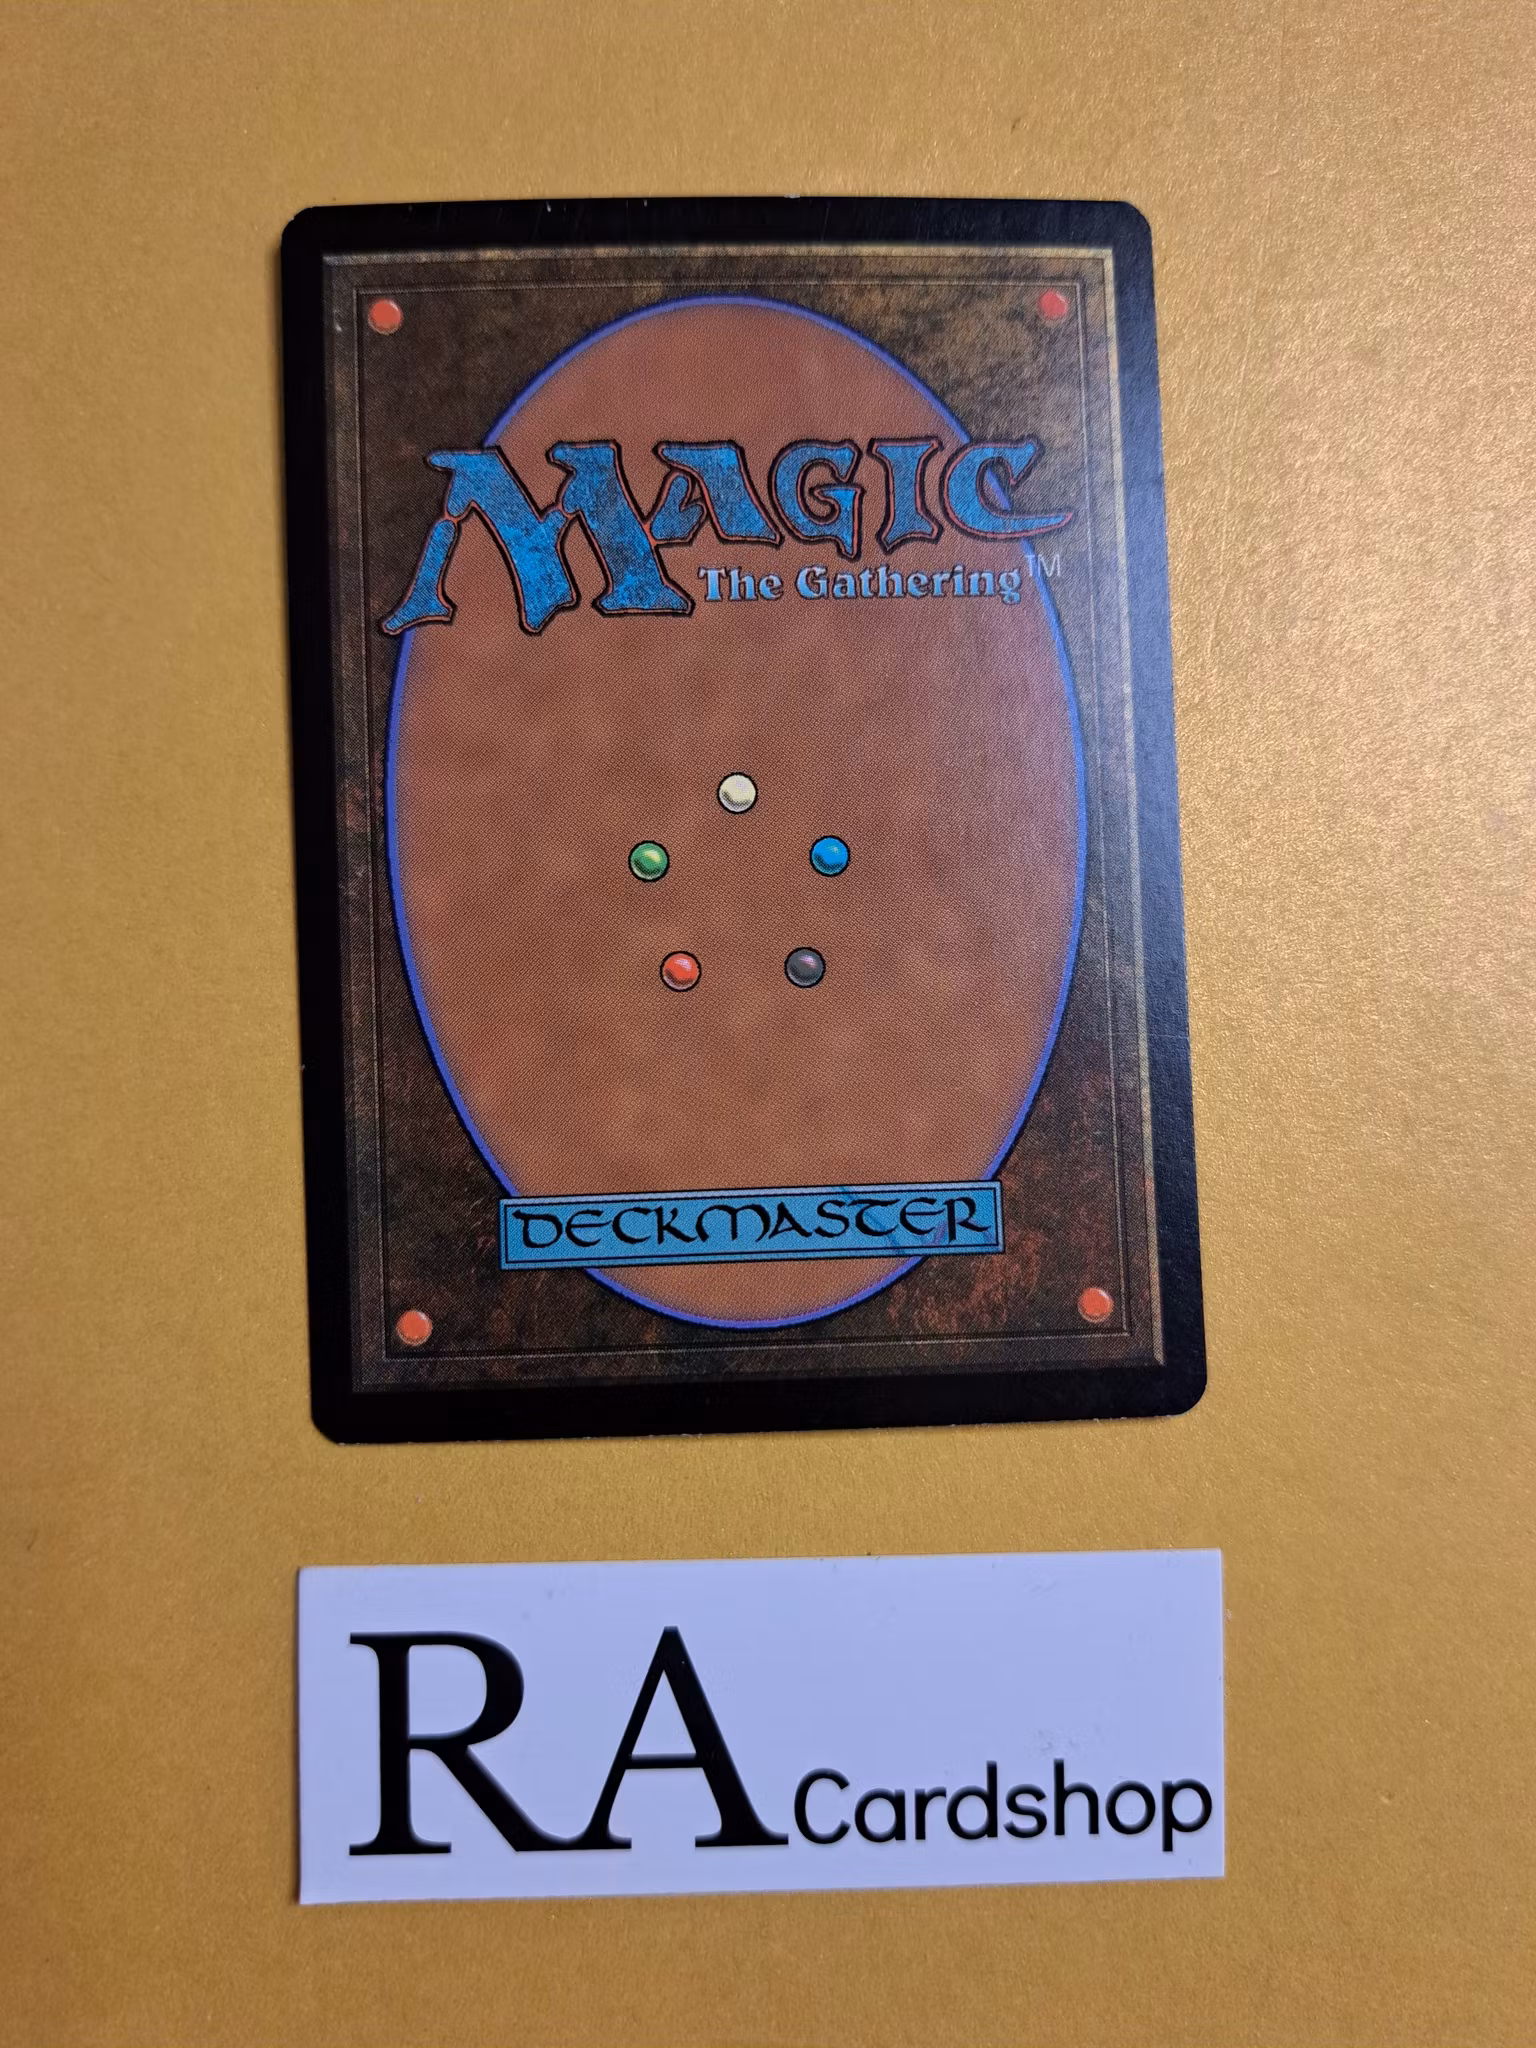 MAGIC
The Gathering™
DECKMASTER
RA Cardshop